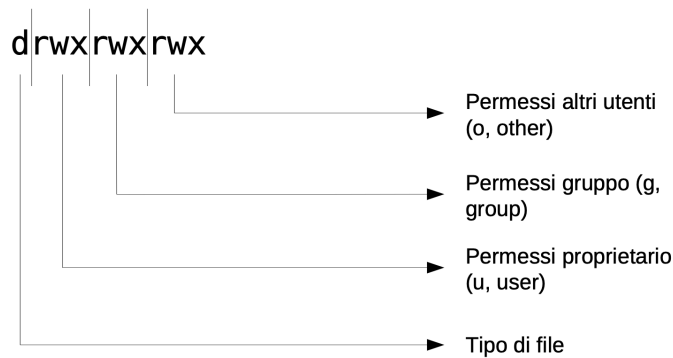 drwxrwxrwx
Permessi altri utenti
(o, other)
Permessi gruppo (g,
group)
Permessi proprietario
(u, user)
Tipo di file